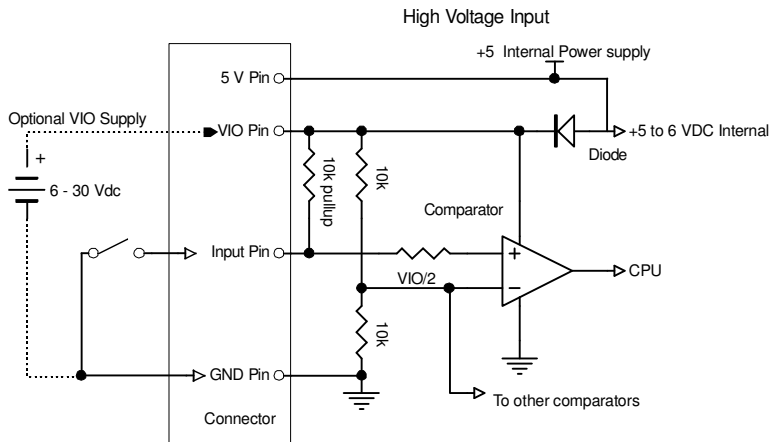 High Voltage Input
+5 Internal Power supply
5 V Pin
Optional VIO Supply
VIO Pin
+5 to 6 VDC Internal
Diode
+
6 - 30 Vdc
10k pullup
10k
Comparator
Input Pin
+
CPU
VIO/2
−
10k
GND Pin
To other comparators
Connector